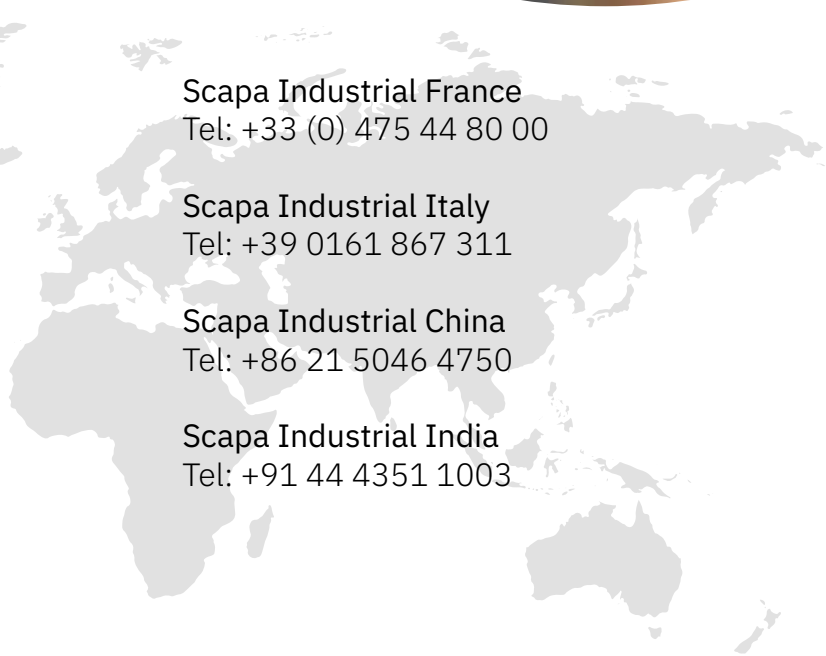 Scapa Industrial France
Tel: +33 (0) 475 44 80 00
Scapa Industrial Italy
Tel: +39 0161 867 311
Scapa Industrial China
Tel: +86 21 5046 4750
Scapa Industrial India
Tel: +91 44 4351 1003